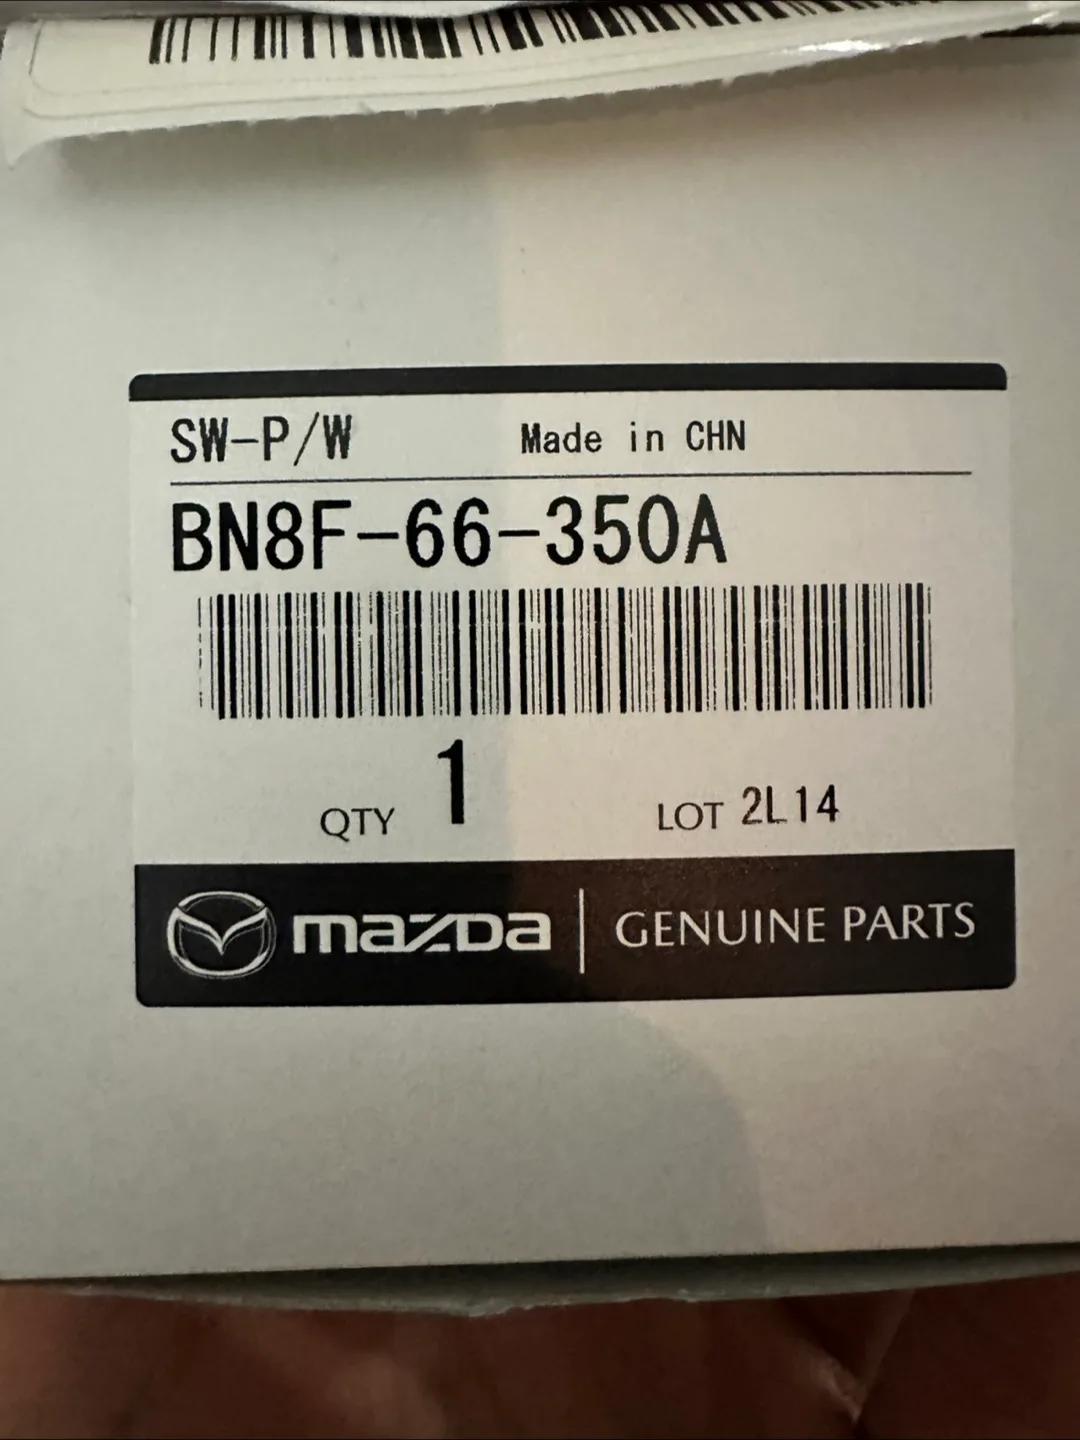 SW-P/W Made in CHN
BN8F-66-350A
QTY 1 LOT 2L14
mazda GENUINE PARTS